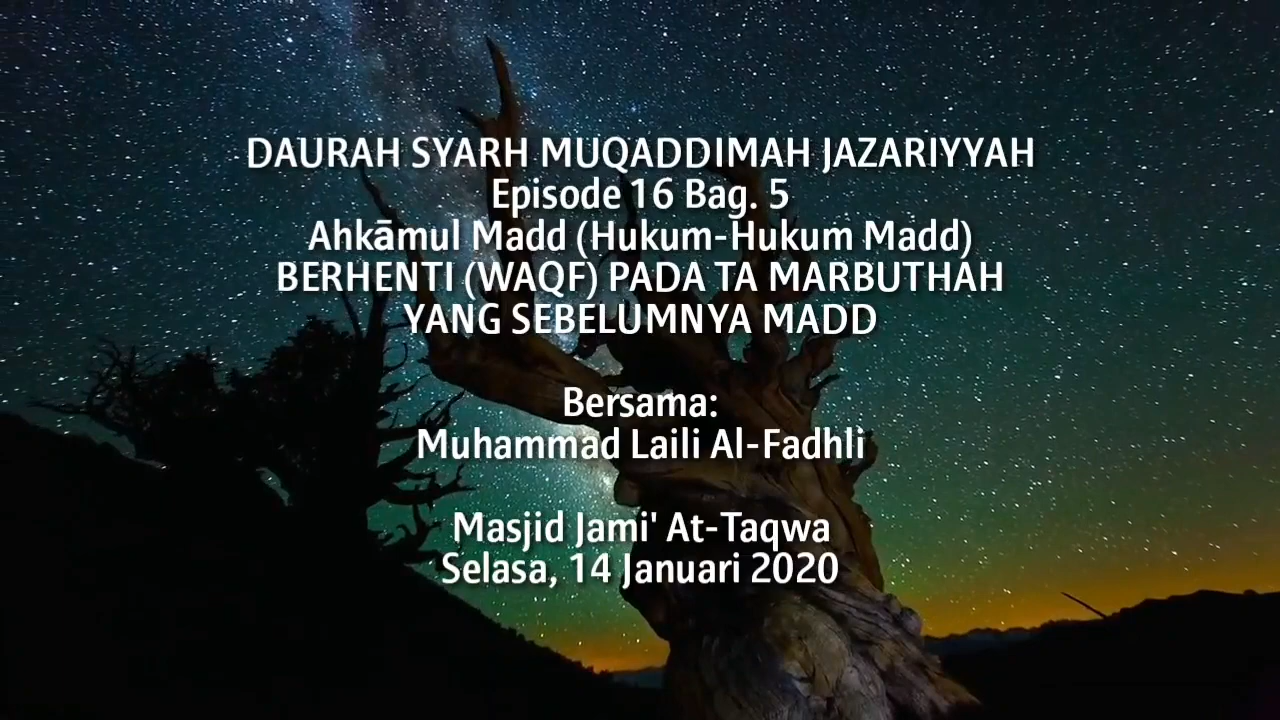 DAURAH SYARH MUQADDIMAH JAZARIYYAH
Episode 16 Bag. 5
Ahkāmul Madd (Hukum-Hukum Madd)
BERHENTI (WAQF) PADA TA MARBUTHAH
YANG SEBELUMNYA MADD
Bersama:
Muhammad Laili Al-Fadhli
Masjid Jami' At-Taqwa
Selasa, 14 Januari 2020